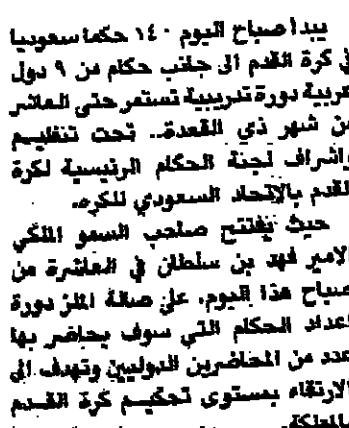 يبدأ صباح اليوم ١٤٠ حكما سعوديا
في كرة القدم الى جانب حكام من ٩ دول
عربية دورة تدريبية تستمر حتى العاشر
من شهر ذي القعدة.. تحت تنظيم
واشراف لجنة الحكام الرئيسية لكرة
القدم بالإتحاد السعودي للكره.
حيث يفتتح صاحب السمو الملكي
الامير فهد بن سلطان في العاشرة من
صباح هذا اليوم. على صالة الملز دورة
اعداد الحكام التي سوف يحاضر بها
عدد من المحاضرين الدوليين وتهدف الى
الارتقاء بمستوى تحكيم كرة القدم
بالمملكة.